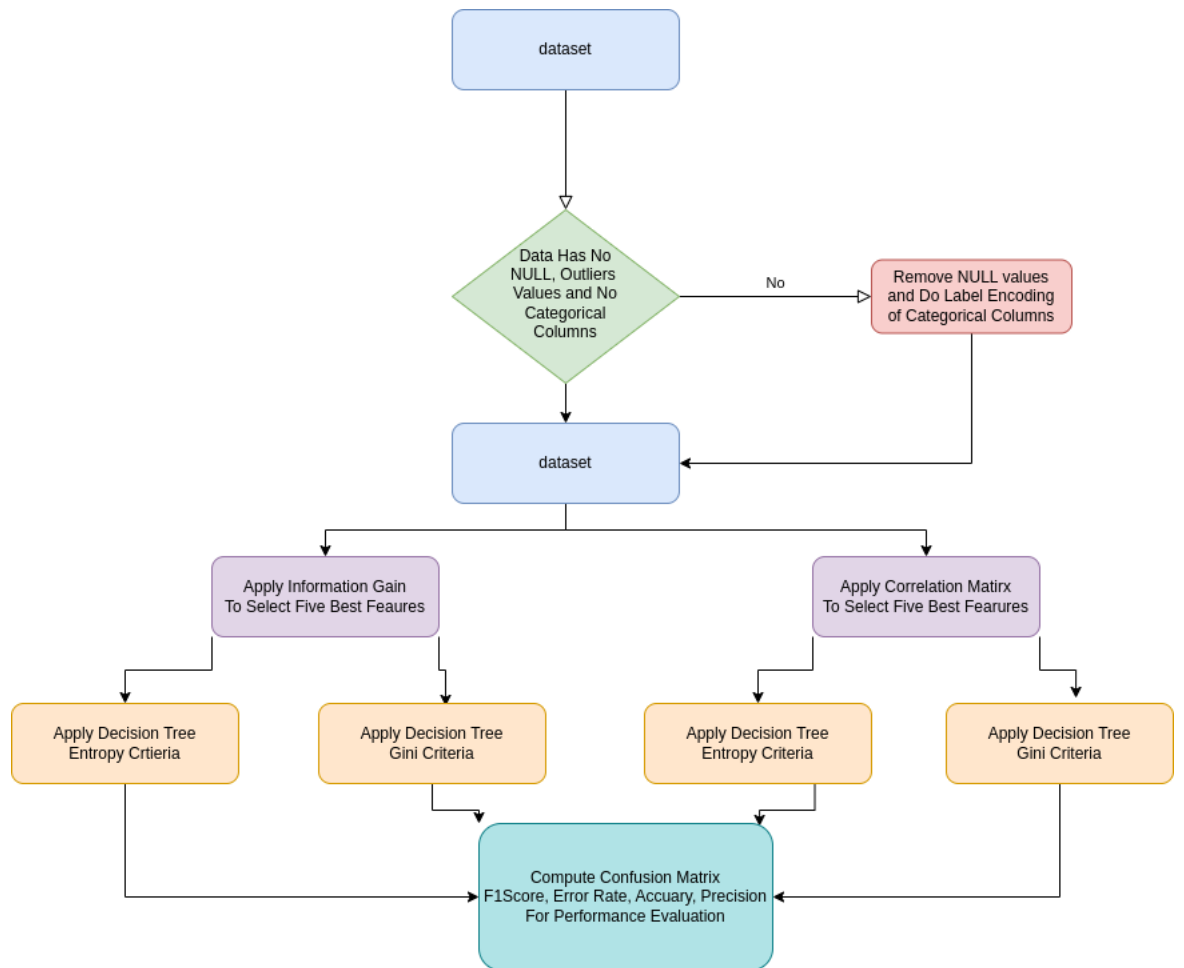 dataset
Data Has No
NULL, Outliers
Values and No
Categorical
Columns
No
Remove NULL values
and Do Label Encoding
of Categorical Columns
dataset
Apply Information Gain
To Select Five Best Feaures
Apply Correlation Matirx
To Select Five Best Fearures
Apply Decision Tree
Entropy Crtieria
Apply Decision Tree
Gini Criteria
Apply Decision Tree
Entropy Criteria
Apply Decision Tree
Gini Criteria
Compute Confusion Matrix
F1Score, Error Rate, Accuary, Precision
For Performance Evaluation